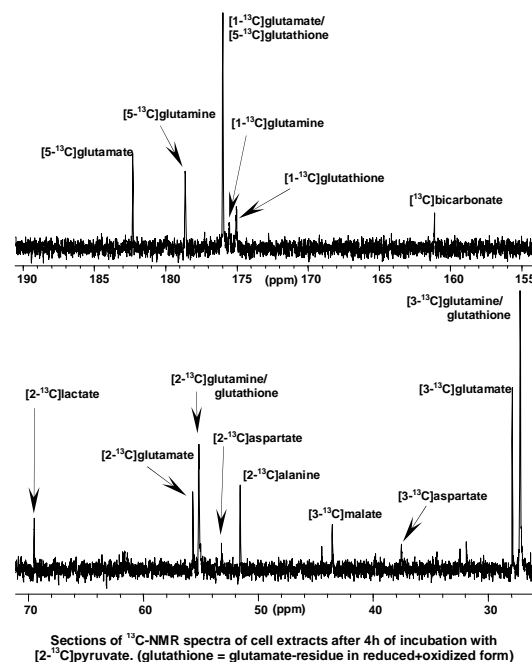 [1-¹³C]glutamate/
[5-¹³C]glutathione
[5-¹³C]glutamine
[1-¹³C]glutamine
[5-¹³C]glutamate
[1-¹³C]glutathione
[¹³C]bicarbonate
190 185 180 175 170 165 160 155
(ppm)
[3-¹³C]glutamine/
glutathione
[2-¹³C]glutamine/
glutathione
[2-¹³C]lactate
[3-¹³C]glutamate
[2-¹³C]aspartate
[2-¹³C]glutamate
[2-¹³C]alanine
[3-¹³C]aspartate
[3-¹³C]malate
70 60 50 (ppm) 40 30
Sections of ¹³C-NMR spectra of cell extracts after 4h of incubation with
[2-¹³C]pyruvate. (glutathione = glutamate-residue in reduced+oxidized form)